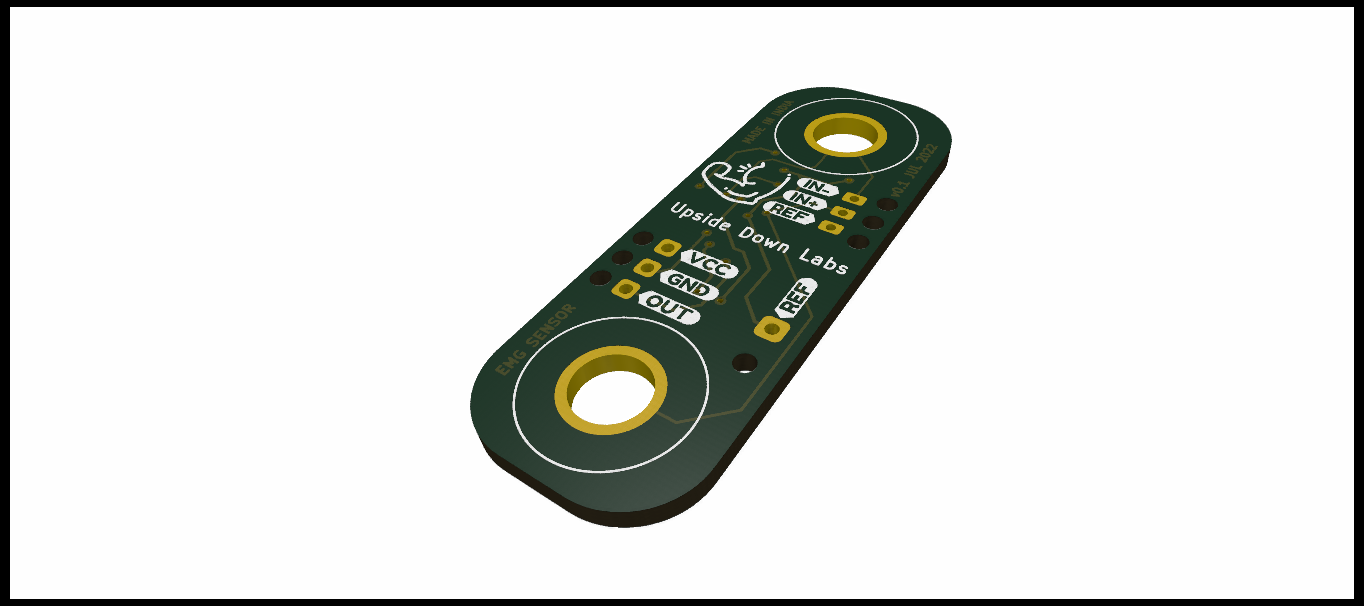 MADE IN INDIA
V0.1 JUL 2022
IN-
IN+
REF
Upside Down Labs
VCC
GND
OUT
REF
EMG SENSOR